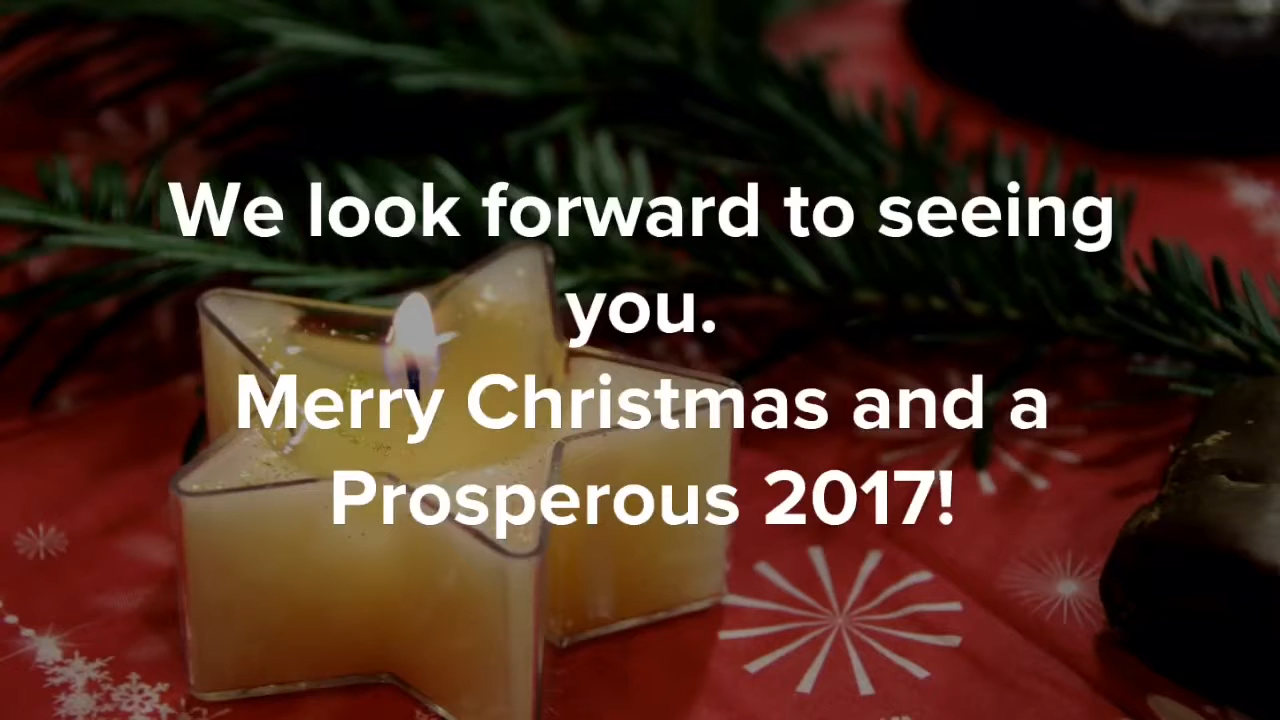 We look forward to seeing
you.
Merry Christmas and a
Prosperous 2017!